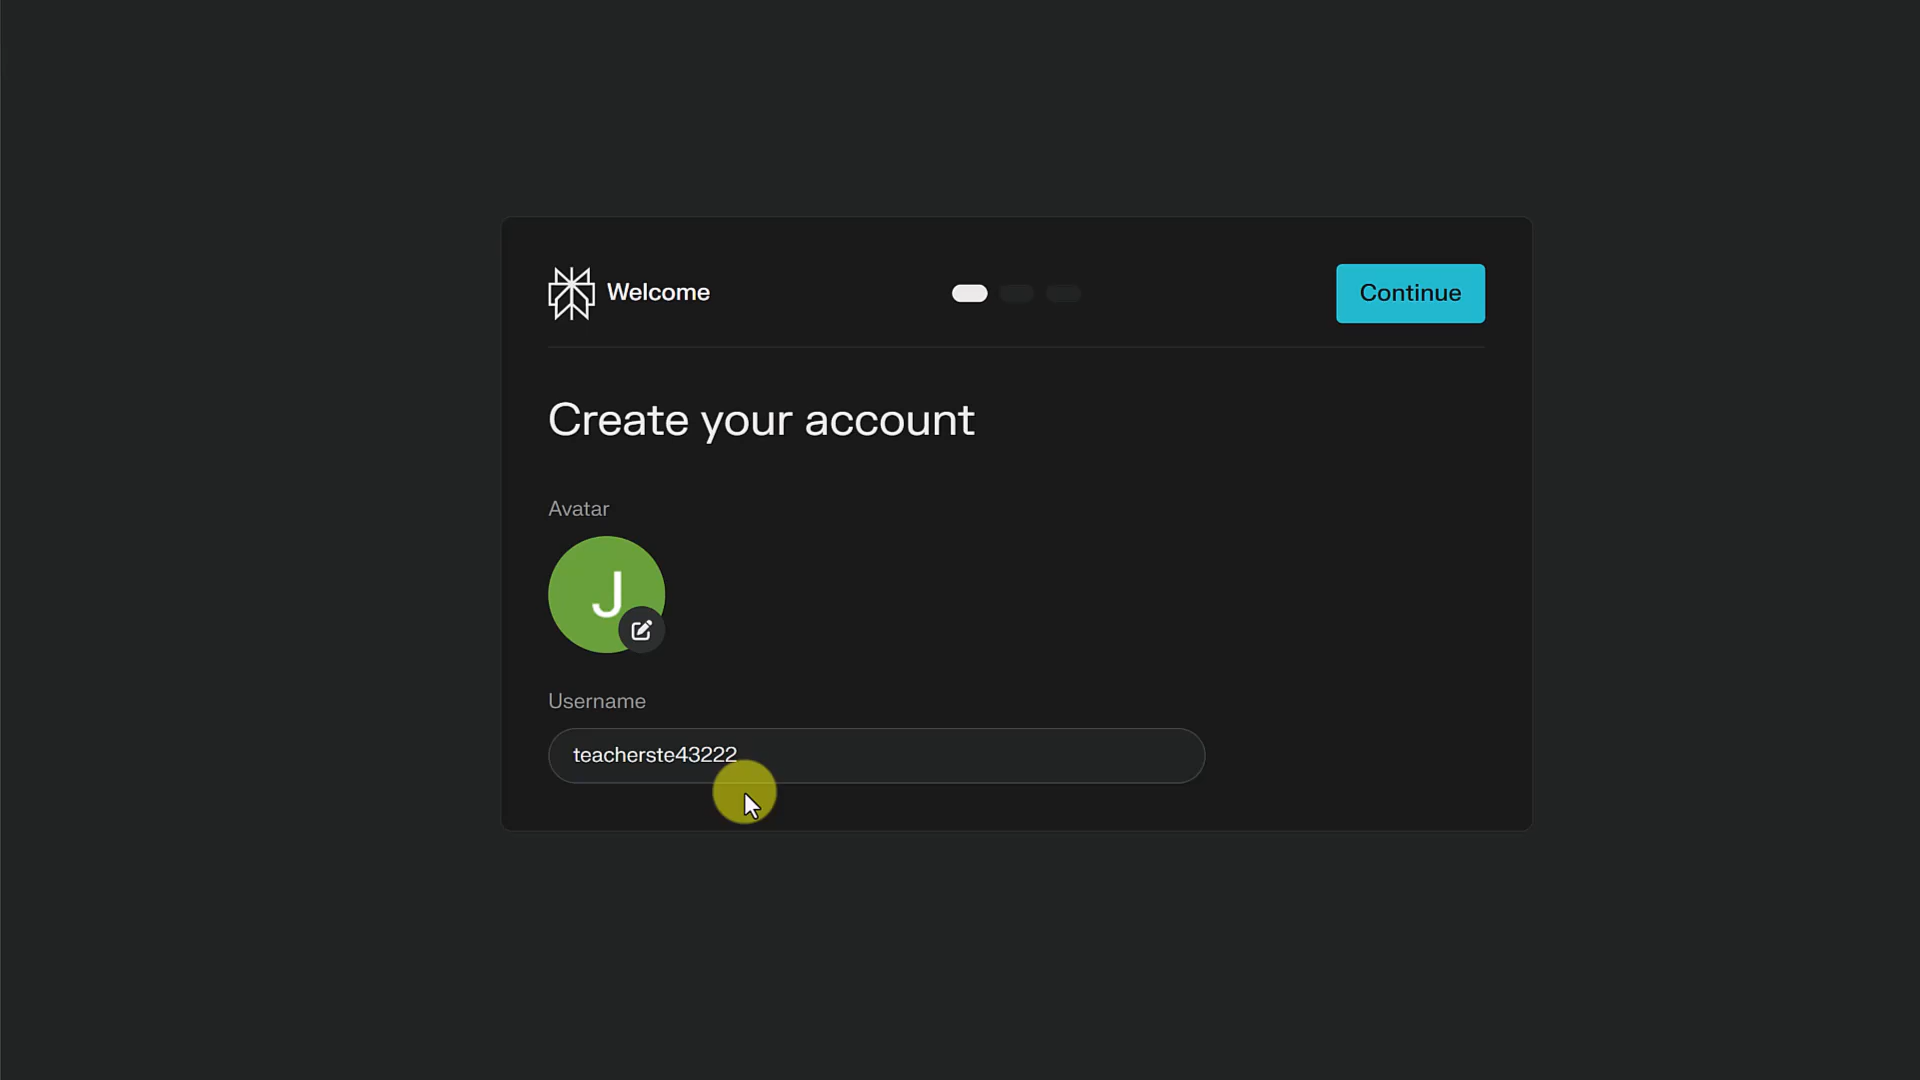 Welcome
Continue
Create your account
Avatar
J
Username
teacherste43222